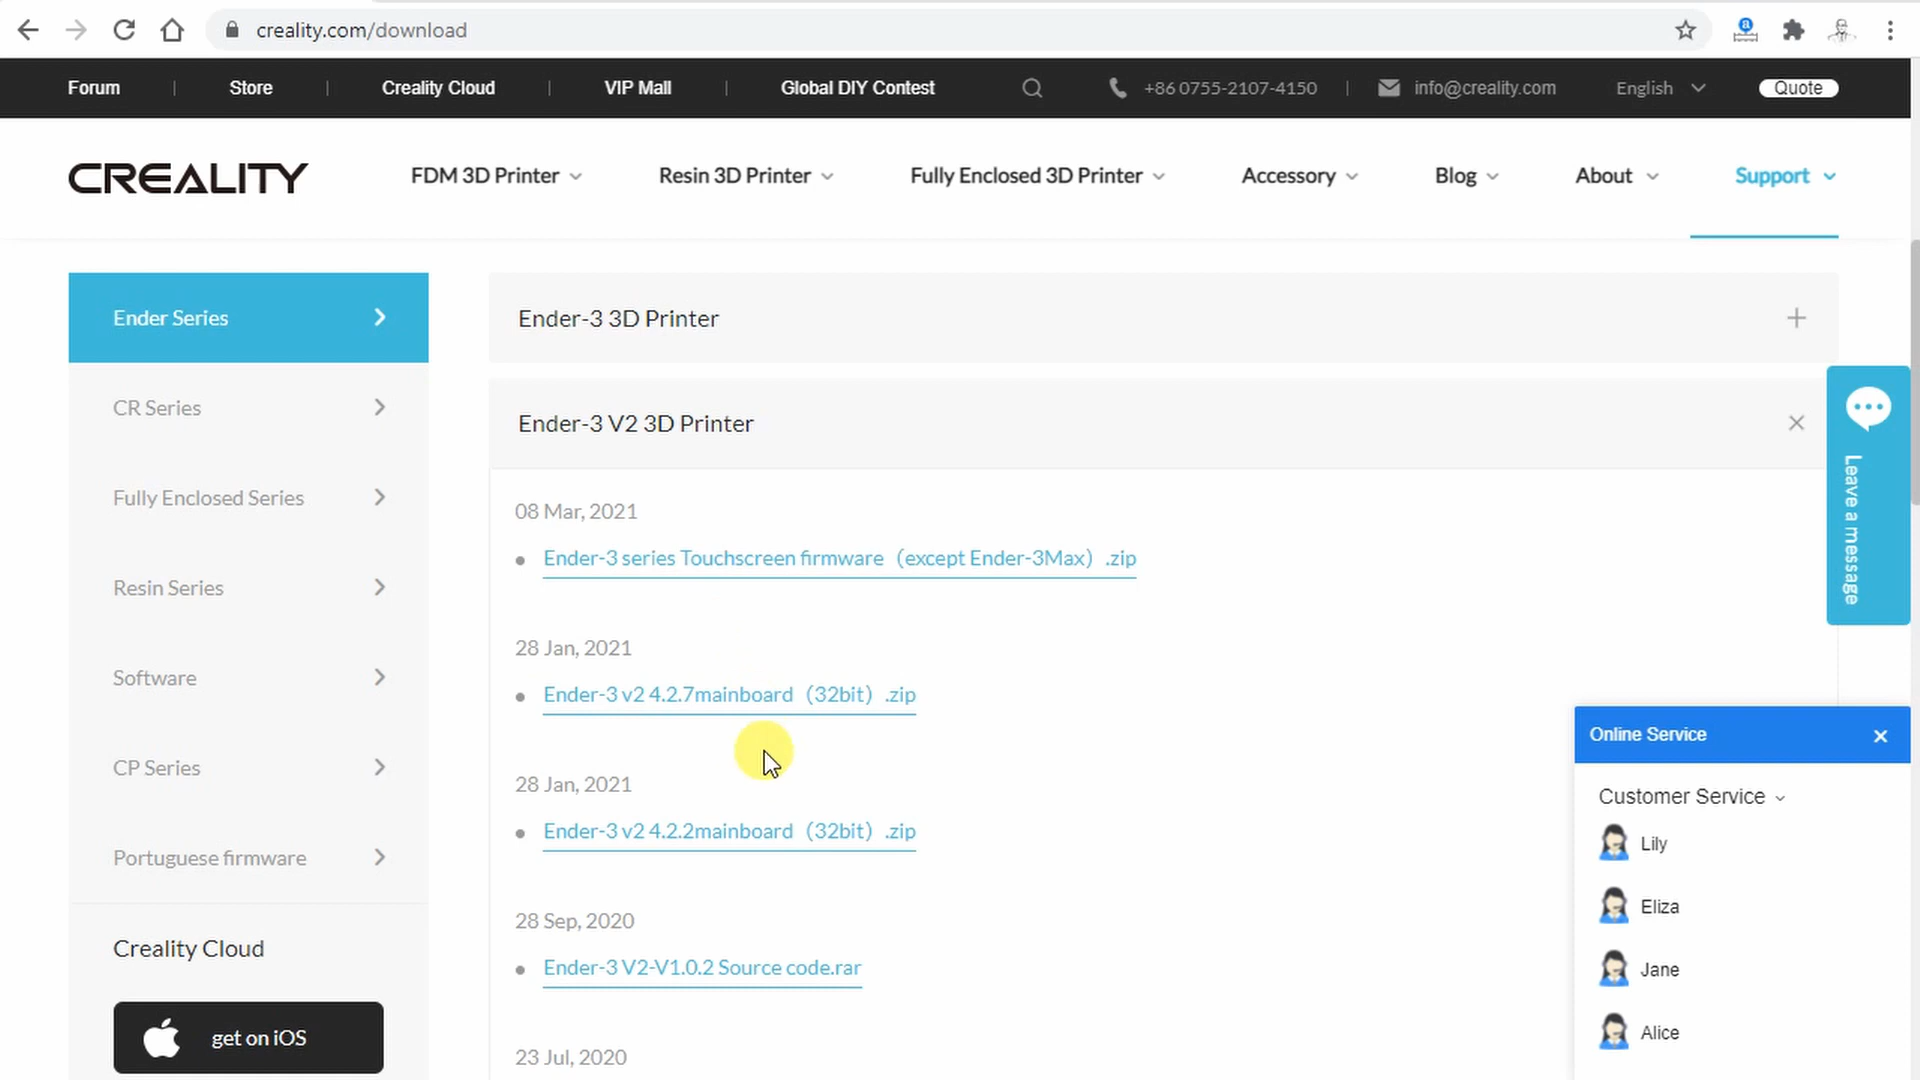 creality.com/download
Forum | Store | Creality Cloud | VIP Mall | Global DIY Contest +86 0755-2107-4150 | info@creality.com English Quote
CREALITY FDM 3D Printer Resin 3D Printer Fully Enclosed 3D Printer Accessory Blog About Support
Ender Series
CR Series
Fully Enclosed Series
Resin Series
Software
CP Series
Portuguese firmware
Creality Cloud
get on iOS
Ender-3 3D Printer
Ender-3 V2 3D Printer
08 Mar, 2021
Ender-3 series Touchscreen firmware（except Ender-3Max）.zip
28 Jan, 2021
Ender-3 v2 4.2.7mainboard（32bit）.zip
28 Jan, 2021
Ender-3 v2 4.2.2mainboard（32bit）.zip
28 Sep, 2020
Ender-3 V2-V1.0.2 Source code.rar
23 Jul, 2020
Leave a message
Online Service
Customer Service
Lily
Eliza
Jane
Alice